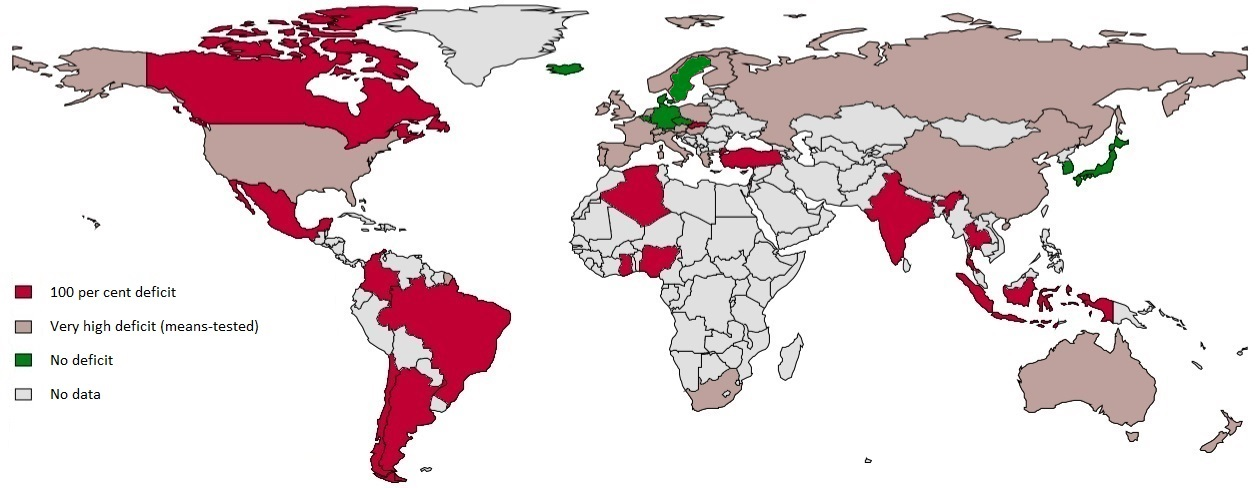 100 per cent deficit
Very high deficit (means-tested)
No deficit
No data